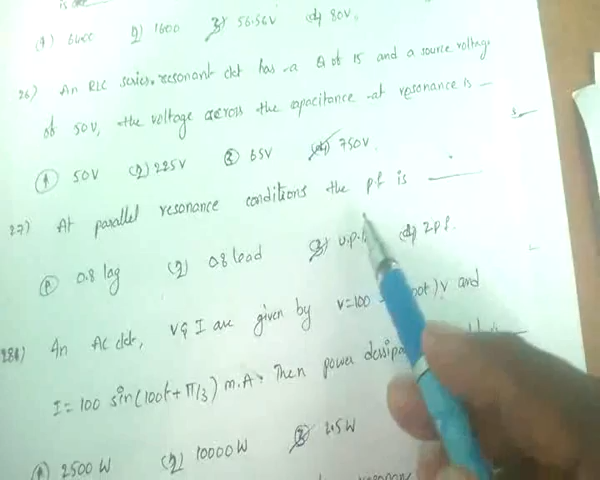 is
(1) 6400 (2) 1600 (3) 56.56V (4) 80V.
26) An RLC series resonant ckt has a Q of 15 and a source voltage
of 50V, the voltage across the capacitance at resonance is —
(1) 50V (2) 225V (3) 65V (4) 750V
27) At parallel resonance conditions the p.f is —
(1) 0.8 lag (2) 0.8 lead (3) U.P.f. (4) ZPf.
28) An AC ckt, V & I are given by V=100 )V and
I = 100 sin(100t + π/3) m.A. Then power dessipa
(1) 2500 W (2) 10000 W (3) 2.5W